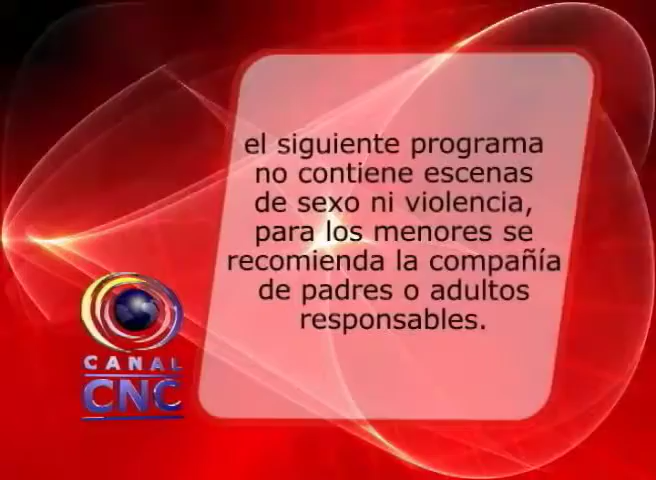 el siguiente programa
no contiene escenas
de sexo ni violencia,
para los menores se
recomienda la compañía
de padres o adultos
responsables.
CANAL
CNC